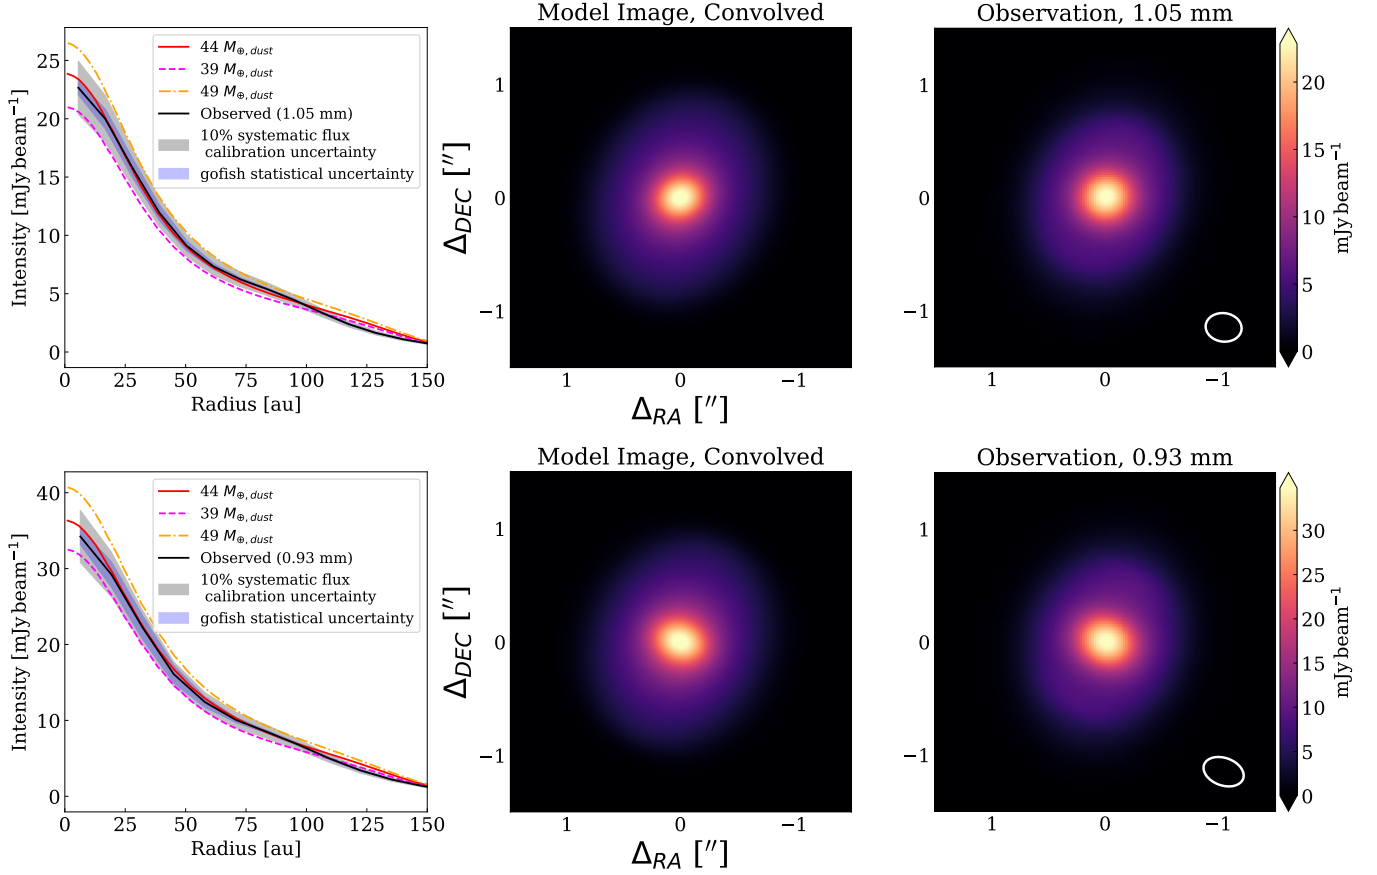 Model Image, Convolved
Observation, 1.05 mm
44 M⊕, dust
39 M⊕, dust
49 M⊕, dust
Observed (1.05 mm)
10% systematic flux
calibration uncertainty
gofish statistical uncertainty
Intensity [mJy beam−1]
25
20
15
10
5
0
0 25 50 75 100 125 150
Radius [au]
ΔDEC [″]
1
0
−1
1 0 −1
ΔRA [″]
1
0
−1
1 0 −1
20
15
10
5
0
mJy beam−1
Model Image, Convolved
Observation, 0.93 mm
44 M⊕, dust
39 M⊕, dust
49 M⊕, dust
Observed (0.93 mm)
10% systematic flux
calibration uncertainty
gofish statistical uncertainty
Intensity [mJy beam−1]
40
30
20
10
0
0 25 50 75 100 125 150
Radius [au]
ΔDEC [″]
1
0
−1
1 0 −1
ΔRA [″]
1
0
−1
1 0 −1
30
25
20
15
10
5
0
mJy beam−1